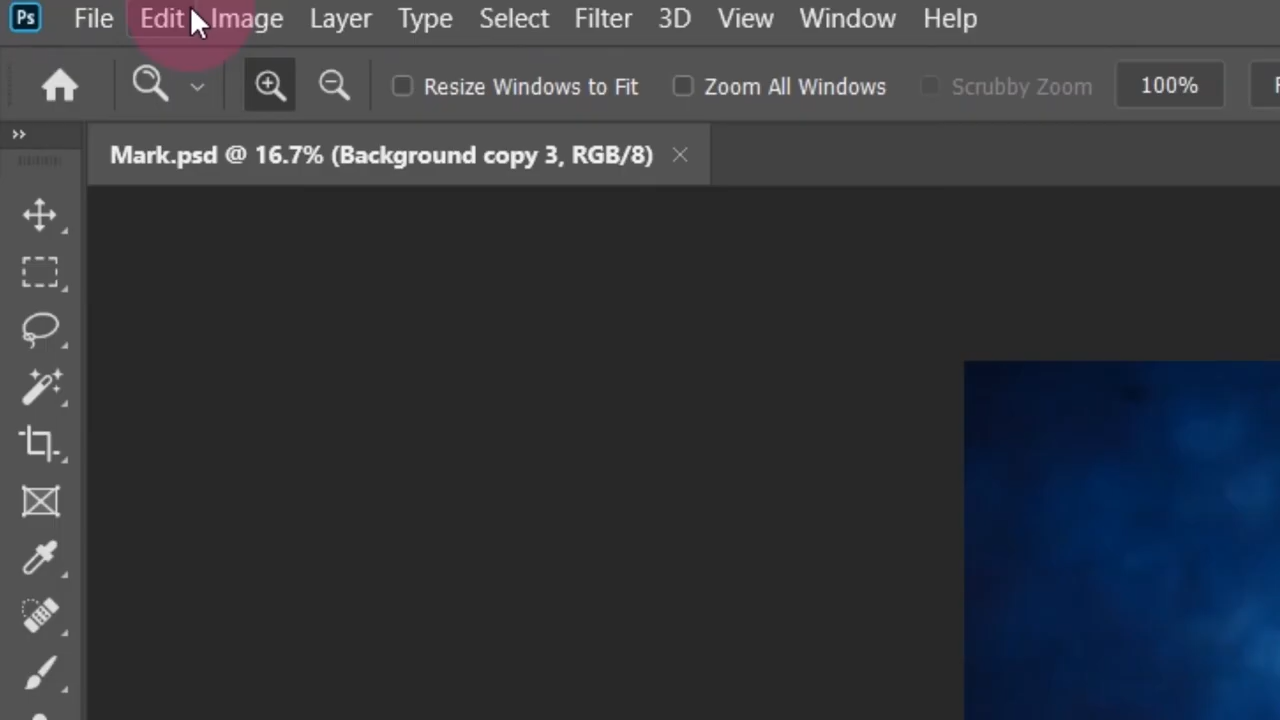 Ps File Edit Image Layer Type Select Filter 3D View Window Help
Resize Windows to Fit Zoom All Windows Scrubby Zoom 100%
Mark.psd @ 16.7% (Background copy 3, RGB/8)